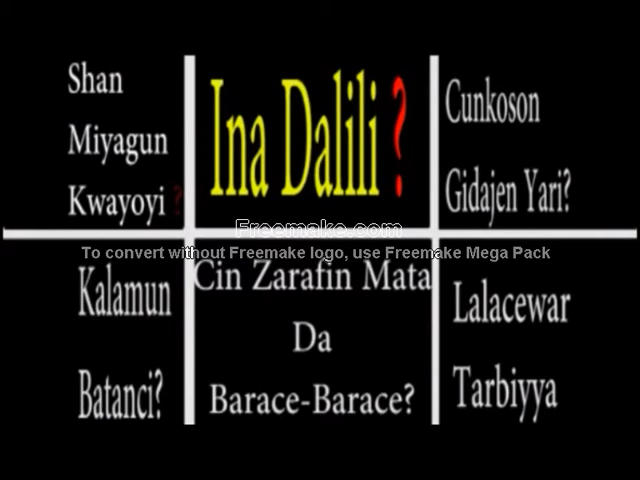 Shan
Miyagun
Kwayoyi ?
Ina Dalili ?
Cunkoson
Gidajen Yari?
Freemake.com
To convert without Freemake logo, use Freemake Mega Pack
Kalamun
Batanci?
Cin Zarafin Mata
Da
Barace-Barace?
Lalacewar
Tarbiyya